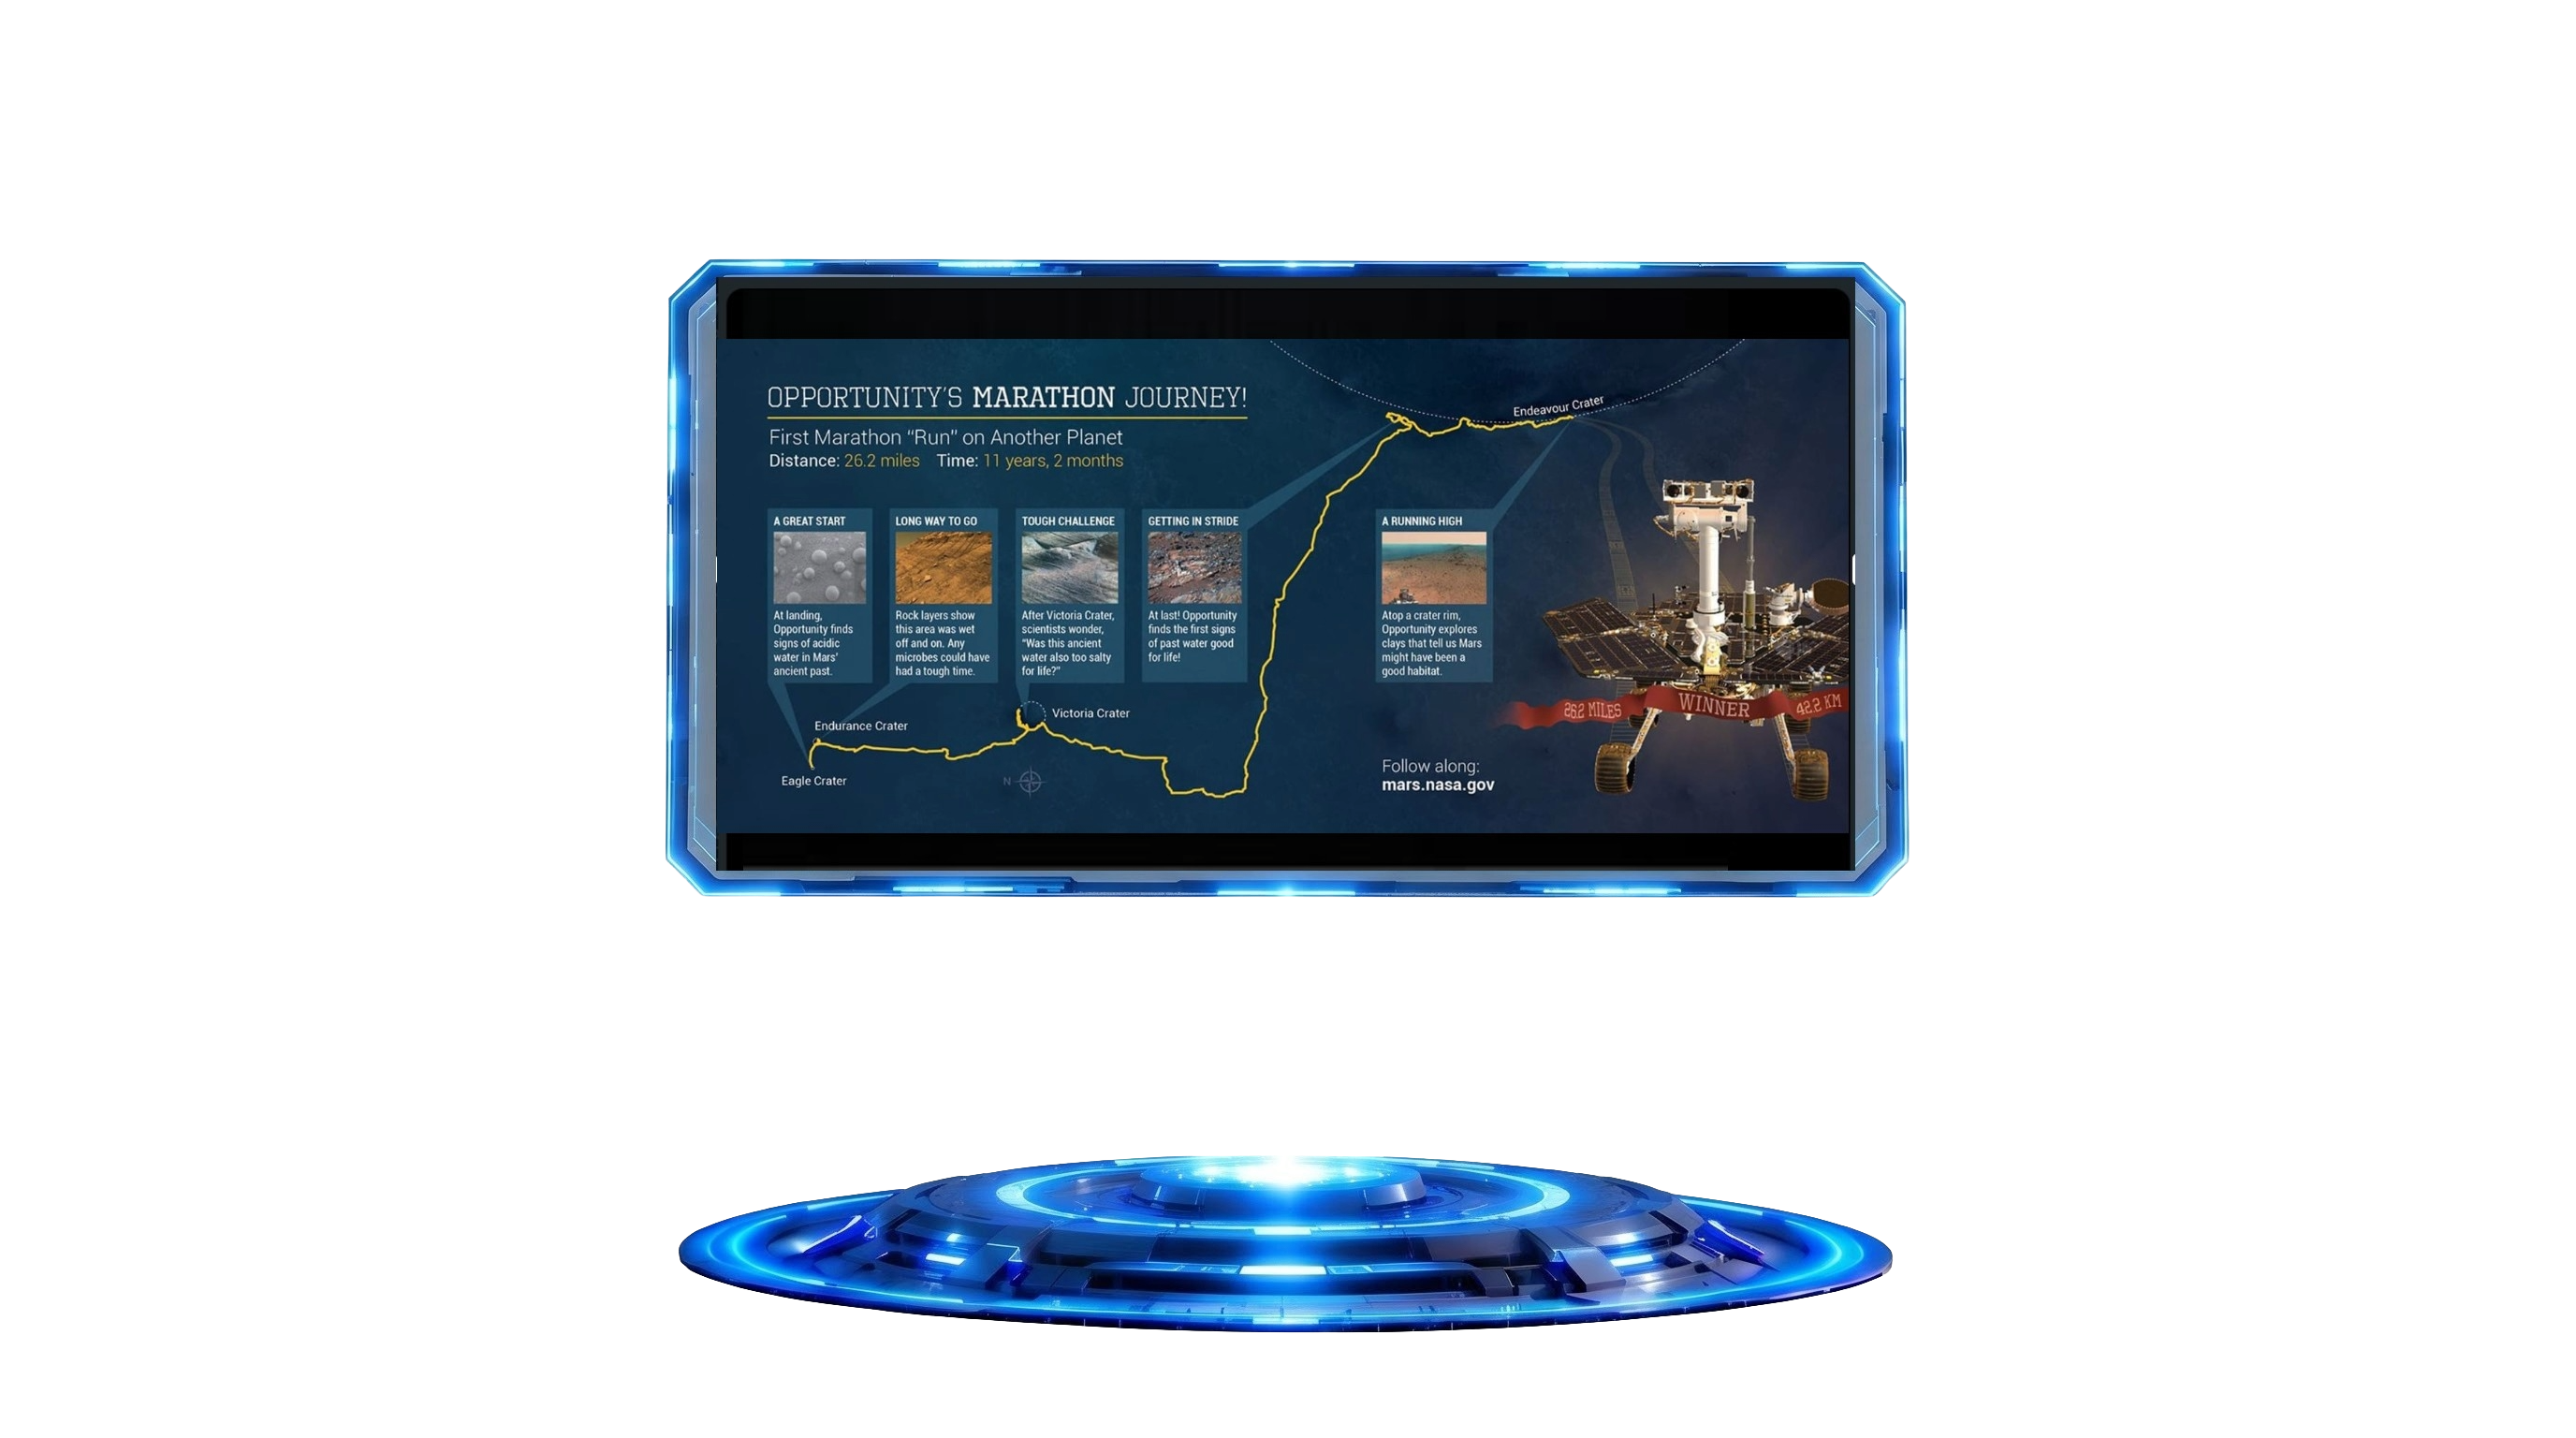 OPPORTUNITY'S MARATHON JOURNEY!
First Marathon “Run” on Another Planet
Distance: 26.2 miles Time: 11 years, 2 months
A GREAT START
At landing,
Opportunity finds
signs of acidic
water in Mars'
ancient past.
LONG WAY TO GO
Rock layers show
this area was wet
off and on. Any
microbes could have
had a tough time.
TOUGH CHALLENGE
After Victoria Crater,
scientists wonder,
“Was this ancient
water also too salty
for life?”
GETTING IN STRIDE
At last! Opportunity
finds the first signs
of past water good
for life!
A RUNNING HIGH
Atop a crater rim,
Opportunity explores
clays that tell us Mars
might have been a
good habitat.
Endeavour Crater
Victoria Crater
Endurance Crater
Eagle Crater
N
26.2 MILES WINNER 42.2 KM
Follow along:
mars.nasa.gov